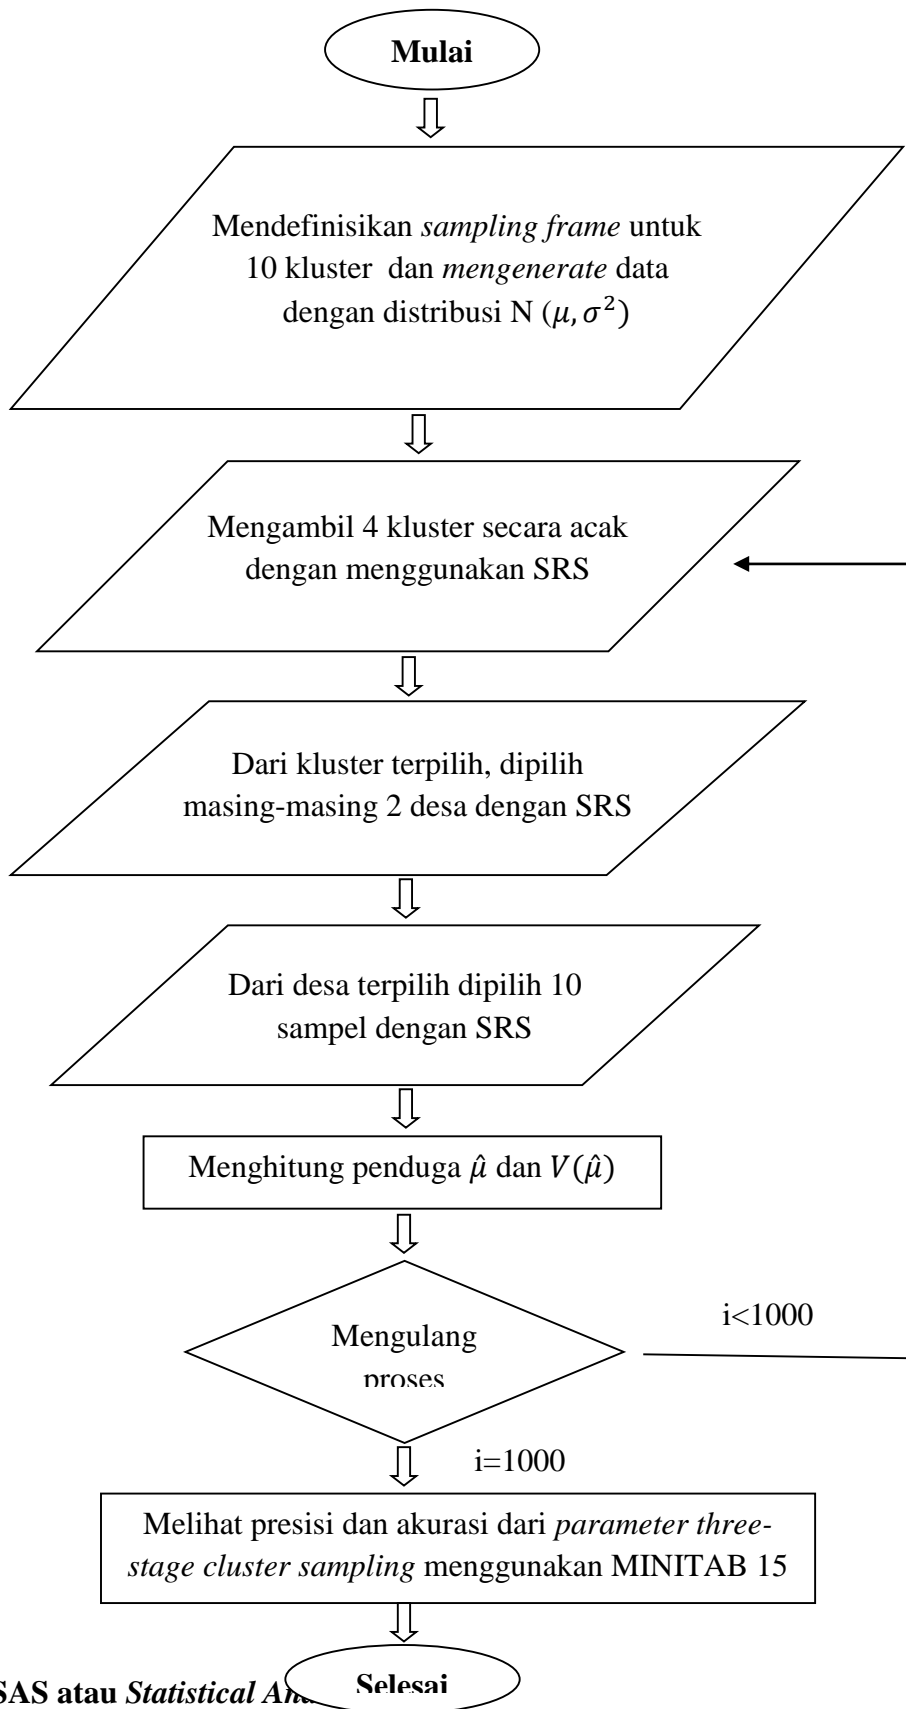 Mulai
Mendefinisikan sampling frame untuk
10 kluster dan mengenerate data
dengan distribusi N (𝜇, 𝜎²)
Mengambil 4 kluster secara acak
dengan menggunakan SRS
Dari kluster terpilih, dipilih
masing-masing 2 desa dengan SRS
Dari desa terpilih dipilih 10
sampel dengan SRS
Menghitung penduga 𝜇̂ dan 𝑉(𝜇̂)
i<1000
Mengulang
proses
i=1000
Melihat presisi dan akurasi dari parameter three-
stage cluster sampling menggunakan MINITAB 15
Selesai
SAS atau Statistical